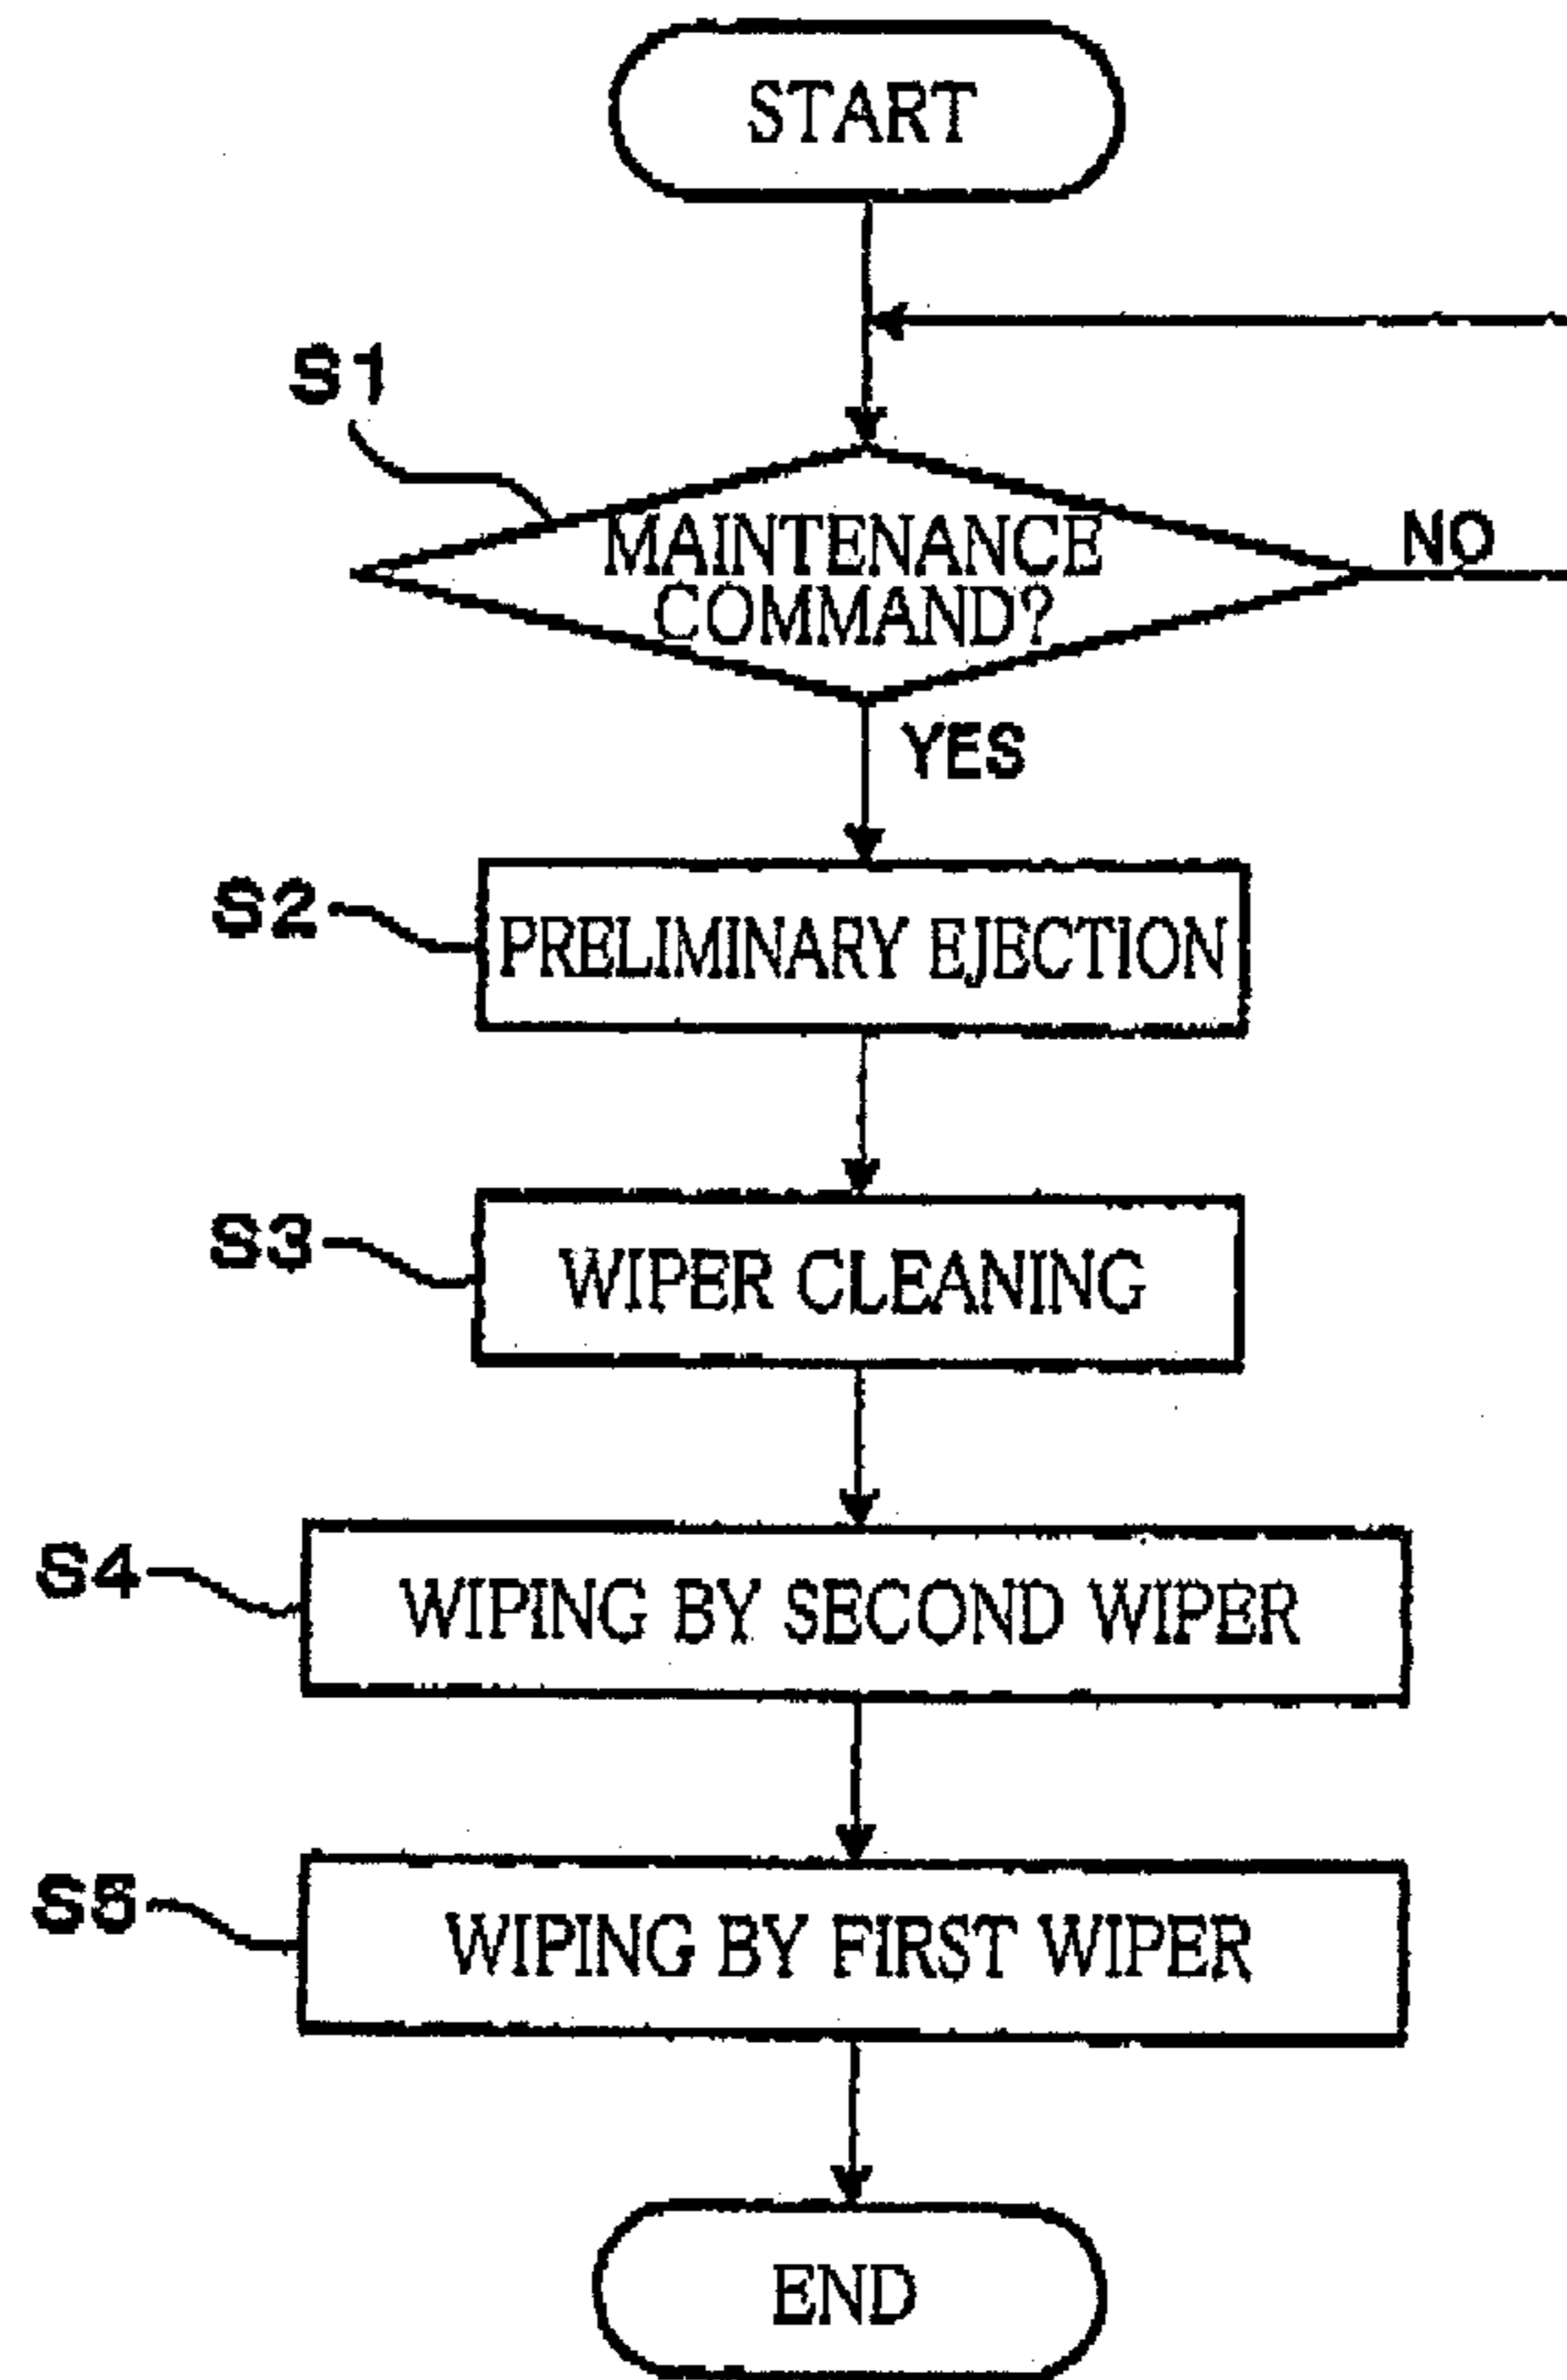 START
S1
MAINTENANCE
COMMAND?
NO
YES
S2
PRELIMINARY EJECTION
S3
WIPER CLEANING
S4
WIPING BY SECOND WIPER
S5
WIPING BY FIRST WIPER
END